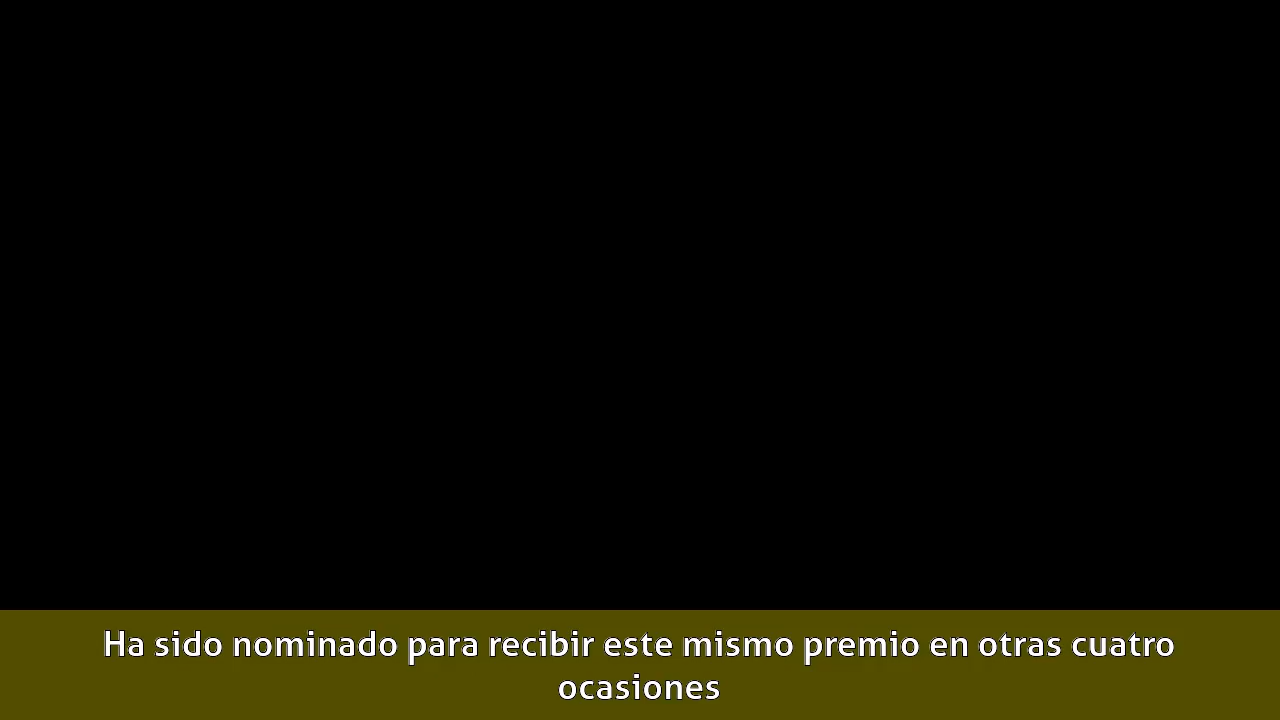 Ha sido nominado para recibir este mismo premio en otras cuatro
ocasiones